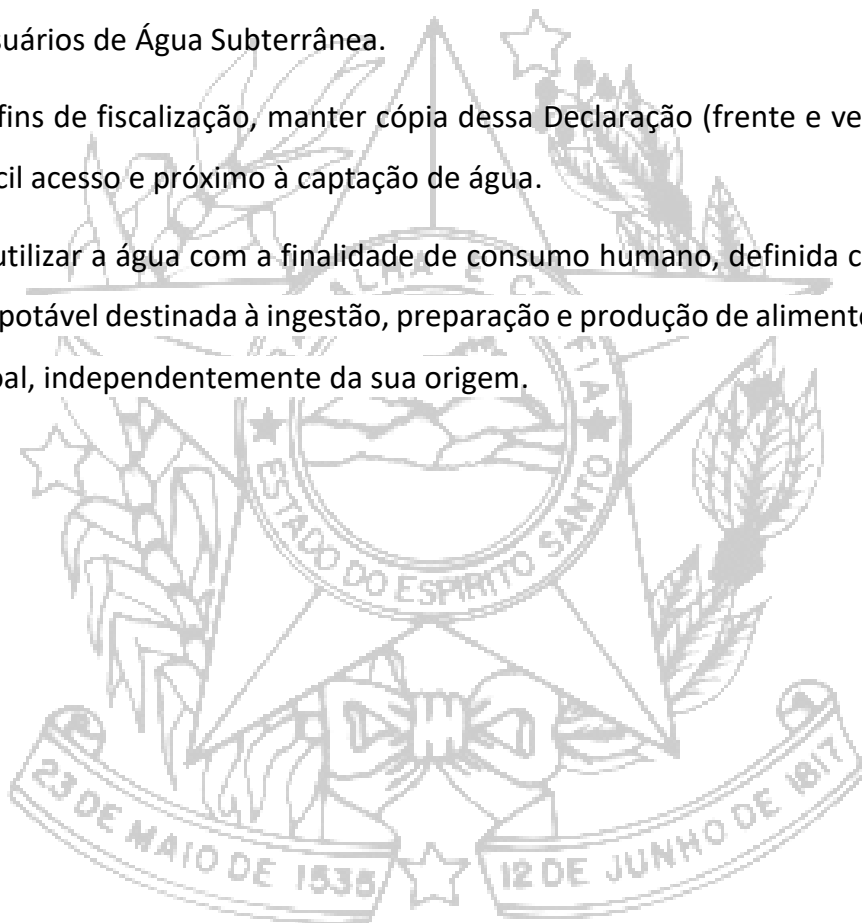 suários de Água Subterrânea.
fins de fiscalização, manter cópia dessa Declaração (frente e ve
cil acesso e próximo à captação de água.
utilizar a água com a finalidade de consumo humano, definida c
potável destinada à ingestão, preparação e produção de aliment
oal, independentemente da sua origem.
ESTADO DO ESPIRITO SANTO
23 DE MAIO DE 1535
12 DE JUNHO DE 1817